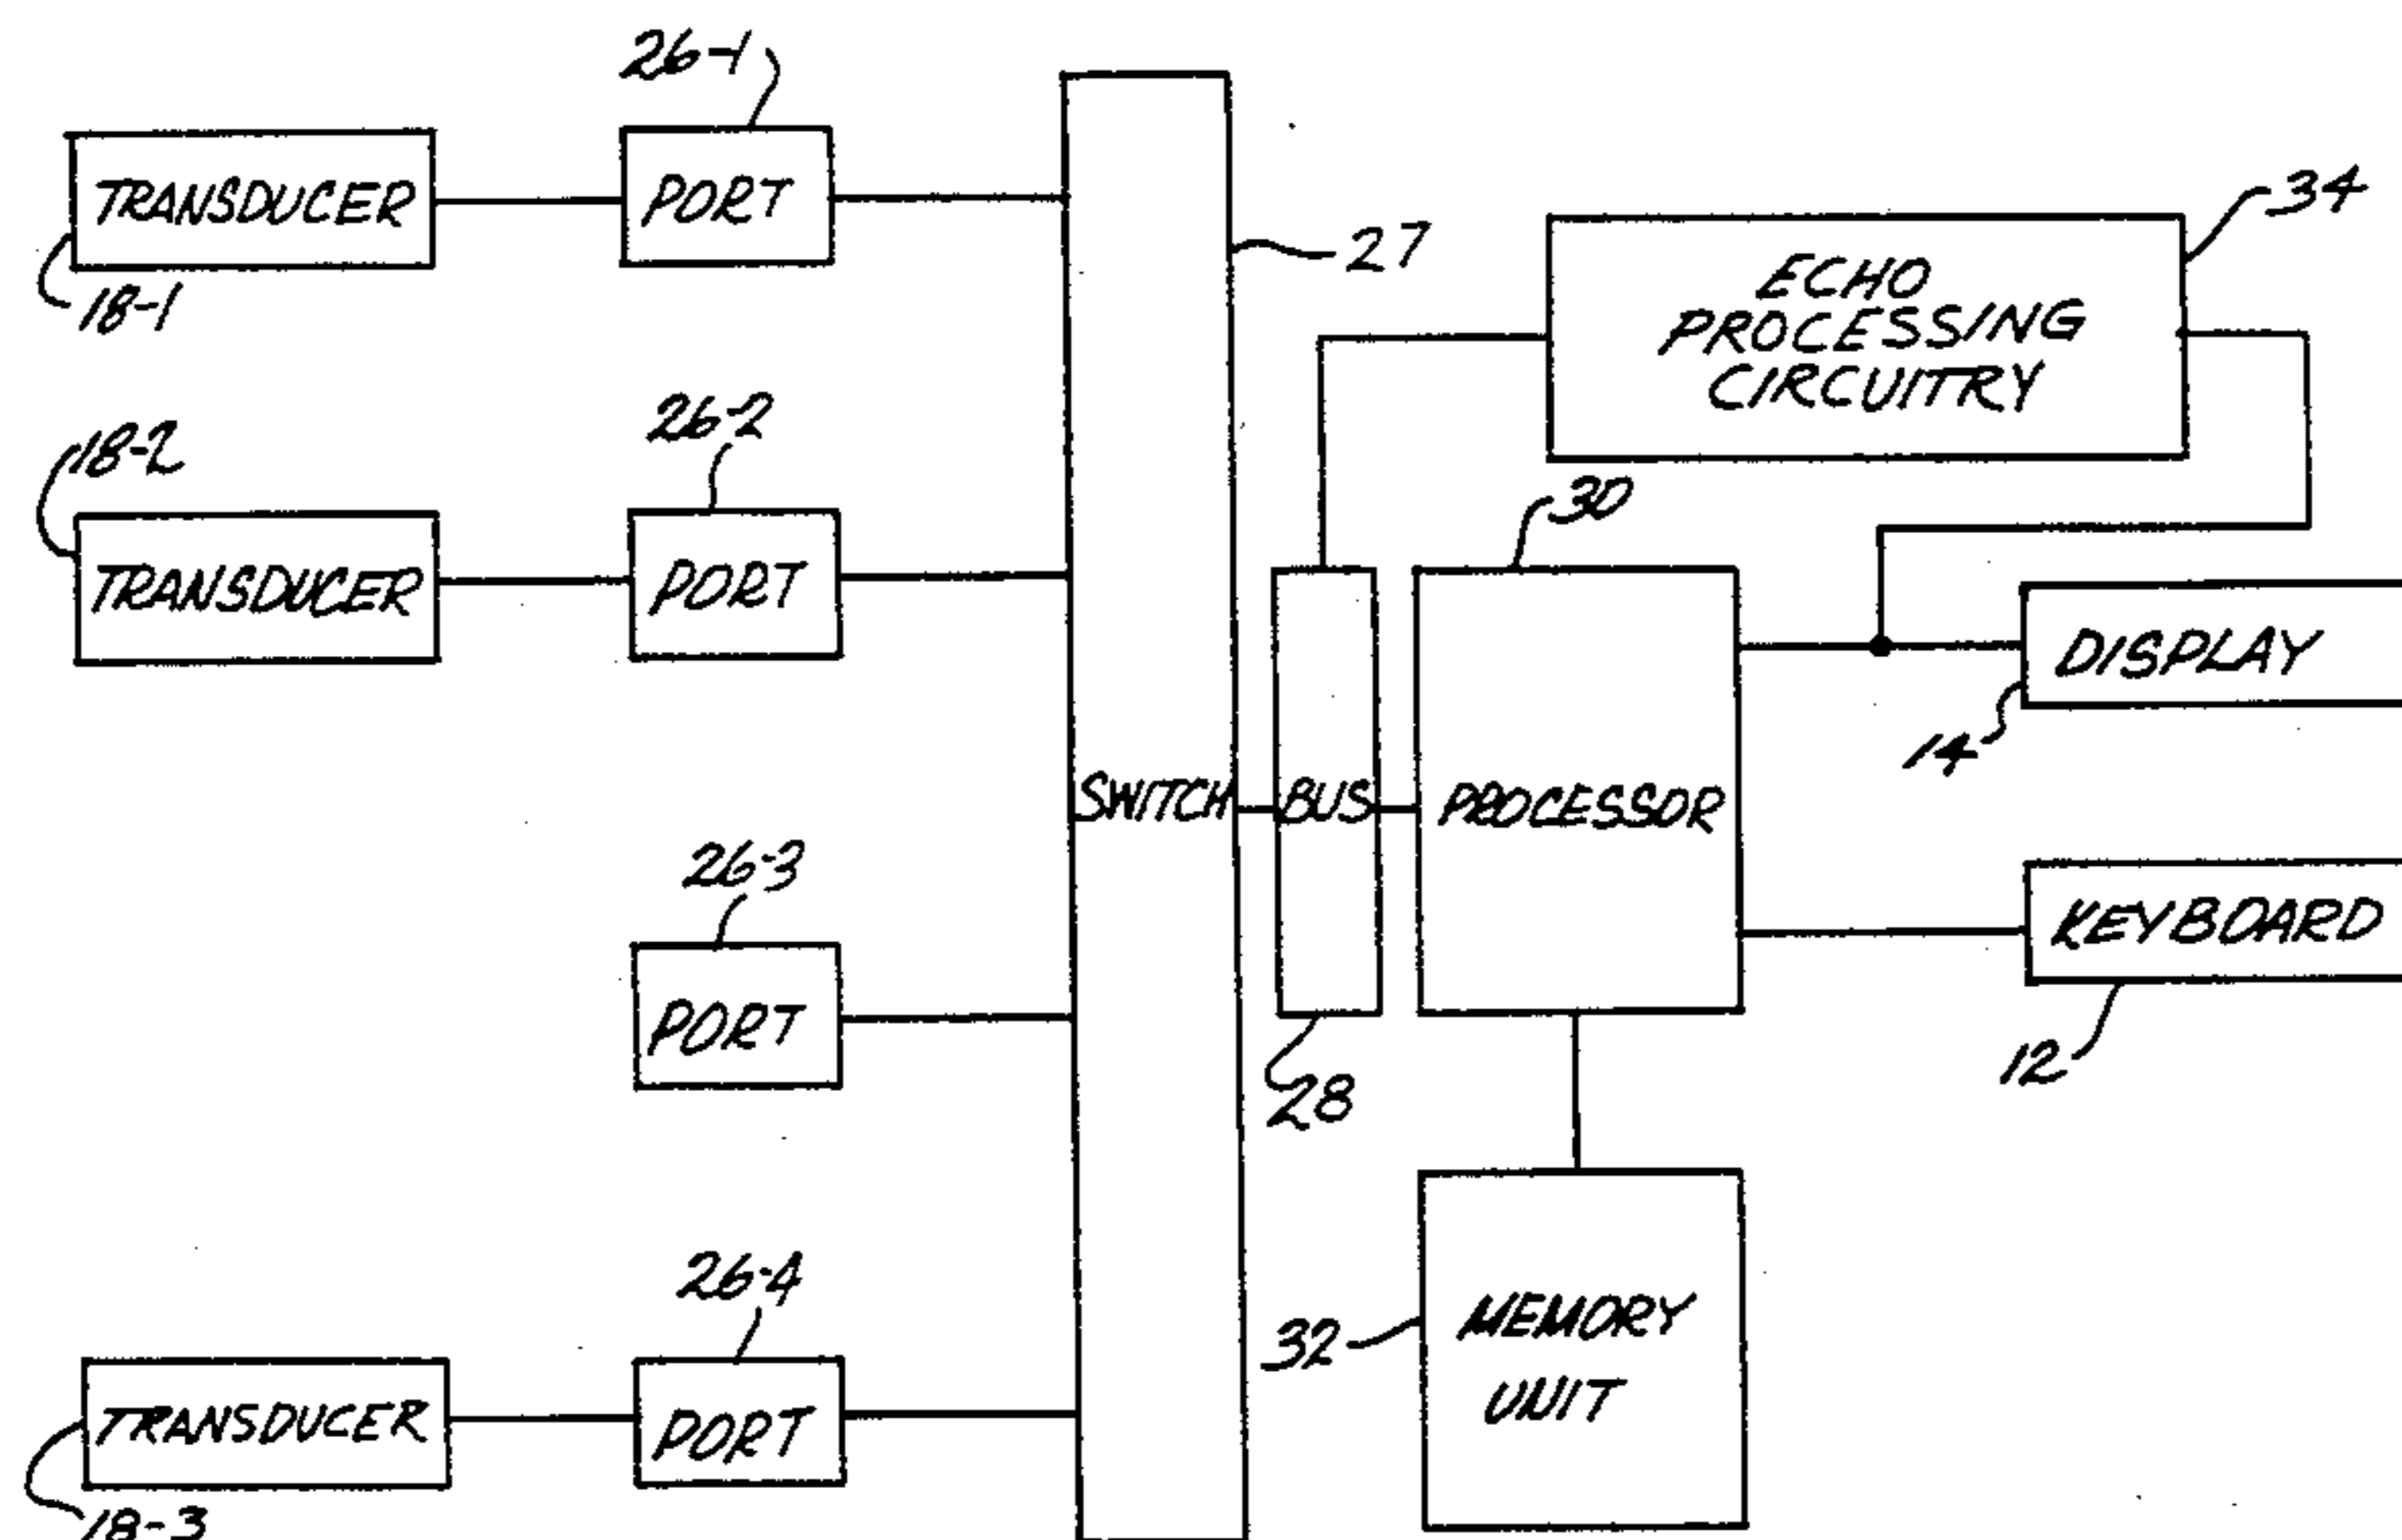 26-1
TRANSDUCER
PORT
18-1
27
34
ECHO
PROCESSING
CIRCUITRY
18-2
26-2
TRANSDUCER
PORT
30
DISPLAY
14
SWITCH
BUS
PROCESSOR
26-3
PORT
KEYBOARD
12
28
26-4
TRANSDUCER
PORT
18-3
32
MEMORY
UNIT